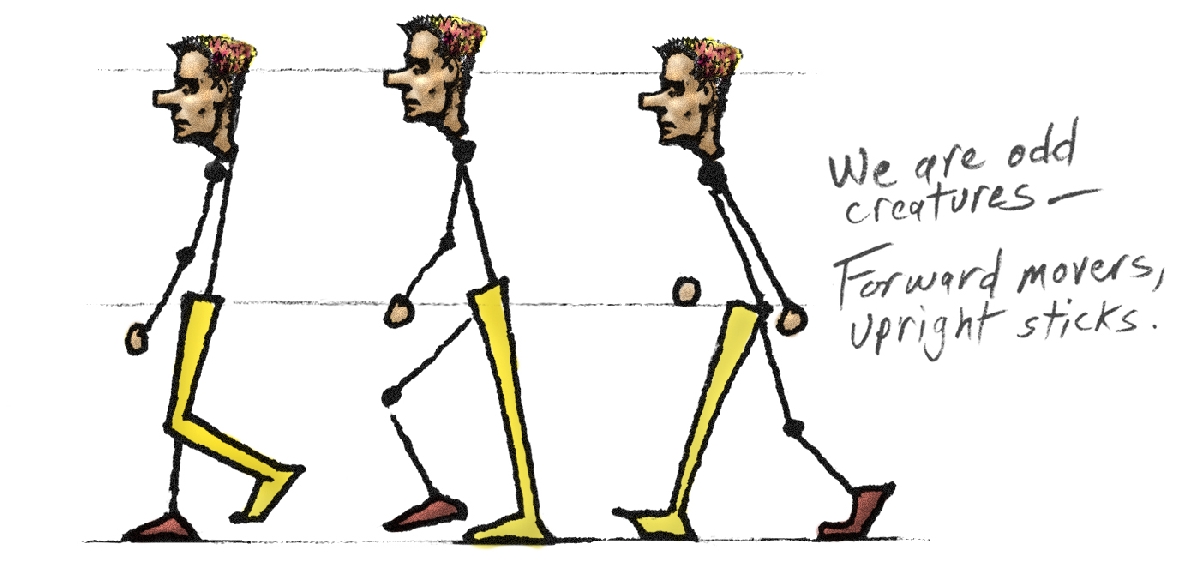 We are odd
creatures —
Forward movers,
upright sticks.